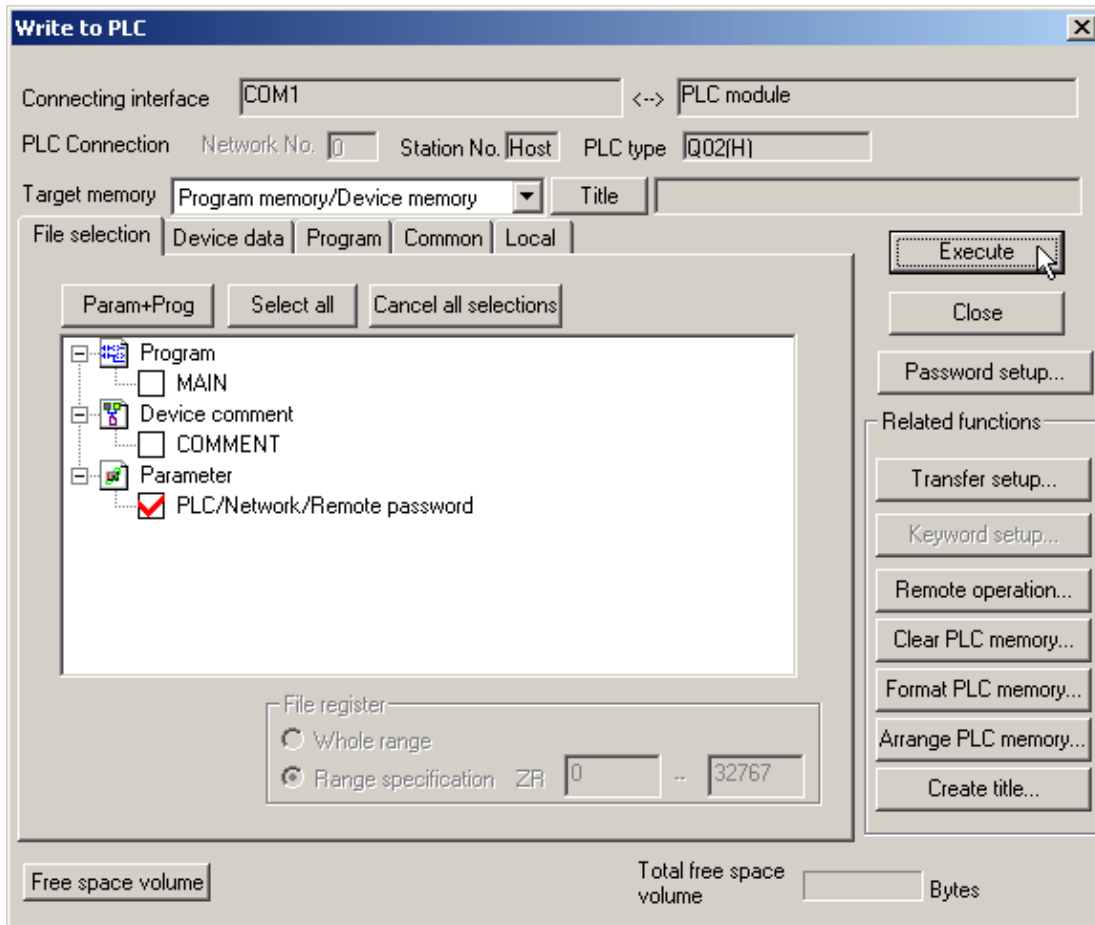 Write to PLC
Connecting interface COM1 <--> PLC module
PLC Connection Network No. 0 Station No. Host PLC type Q02(H)
Target memory Program memory/Device memory Title
File selection Device data Program Common Local
Execute
Param+Prog Select all Cancel all selections
Close
Program
MAIN
Password setup...
Device comment
Related functions
COMMENT
Parameter
Transfer setup...
PLC/Network/Remote password
Keyword setup...
Remote operation...
Clear PLC memory...
Format PLC memory...
File register
Whole range
Arrange PLC memory...
Range specification ZR 0 -- 32767
Create title...
Free space volume
Total free space
volume Bytes